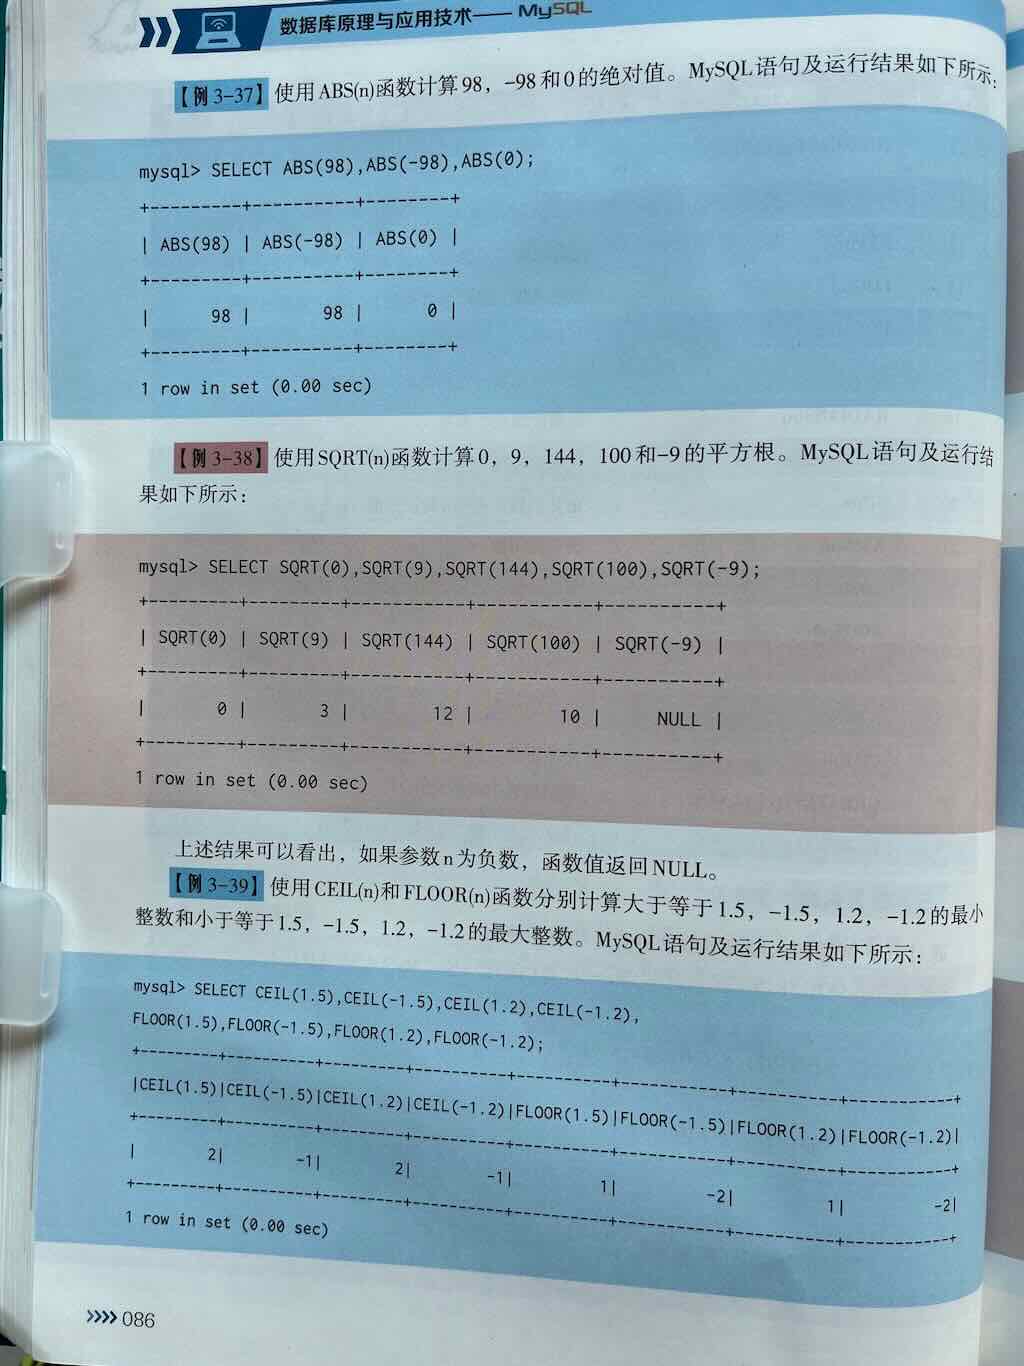 数据库原理与应用技术——MySQL
【例3-37】使用ABS(n)函数计算98，-98和0的绝对值。MySQL语句及运行结果如下所示：
mysql> SELECT ABS(98),ABS(-98),ABS(0);
+---------+----------+--------+
| ABS(98) | ABS(-98) | ABS(0) |
+---------+----------+--------+
|      98 |       98 |      0 |
+---------+----------+--------+
1 row in set (0.00 sec)
【例3-38】使用SQRT(n)函数计算0，9，144，100和-9的平方根。MySQL语句及运行结
果如下所示：
mysql> SELECT SQRT(0),SQRT(9),SQRT(144),SQRT(100),SQRT(-9);
+---------+---------+-----------+-----------+----------+
| SQRT(0) | SQRT(9) | SQRT(144) | SQRT(100) | SQRT(-9) |
+---------+---------+-----------+-----------+----------+
|       0 |       3 |        12 |        10 |     NULL |
+---------+---------+-----------+-----------+----------+
1 row in set (0.00 sec)
上述结果可以看出，如果参数n为负数，函数值返回NULL。
【例3-39】使用CEIL(n)和FLOOR(n)函数分别计算大于等于1.5，-1.5，1.2，-1.2的最小
整数和小于等于1.5，-1.5，1.2，-1.2的最大整数。MySQL语句及运行结果如下所示：
mysql> SELECT CEIL(1.5),CEIL(-1.5),CEIL(1.2),CEIL(-1.2),
FLOOR(1.5),FLOOR(-1.5),FLOOR(1.2),FLOOR(-1.2);
+---------+----------+---------+----------+----------+-----------+----------+-----------+
|CEIL(1.5)|CEIL(-1.5)|CEIL(1.2)|CEIL(-1.2)|FLOOR(1.5)|FLOOR(-1.5)|FLOOR(1.2)|FLOOR(-1.2)|
+---------+----------+---------+----------+----------+-----------+----------+-----------+
|        2|        -1|        2|        -1|         1|         -2|         1|         -2|
+---------+----------+---------+----------+----------+-----------+----------+-----------+
1 row in set (0.00 sec)
»»086